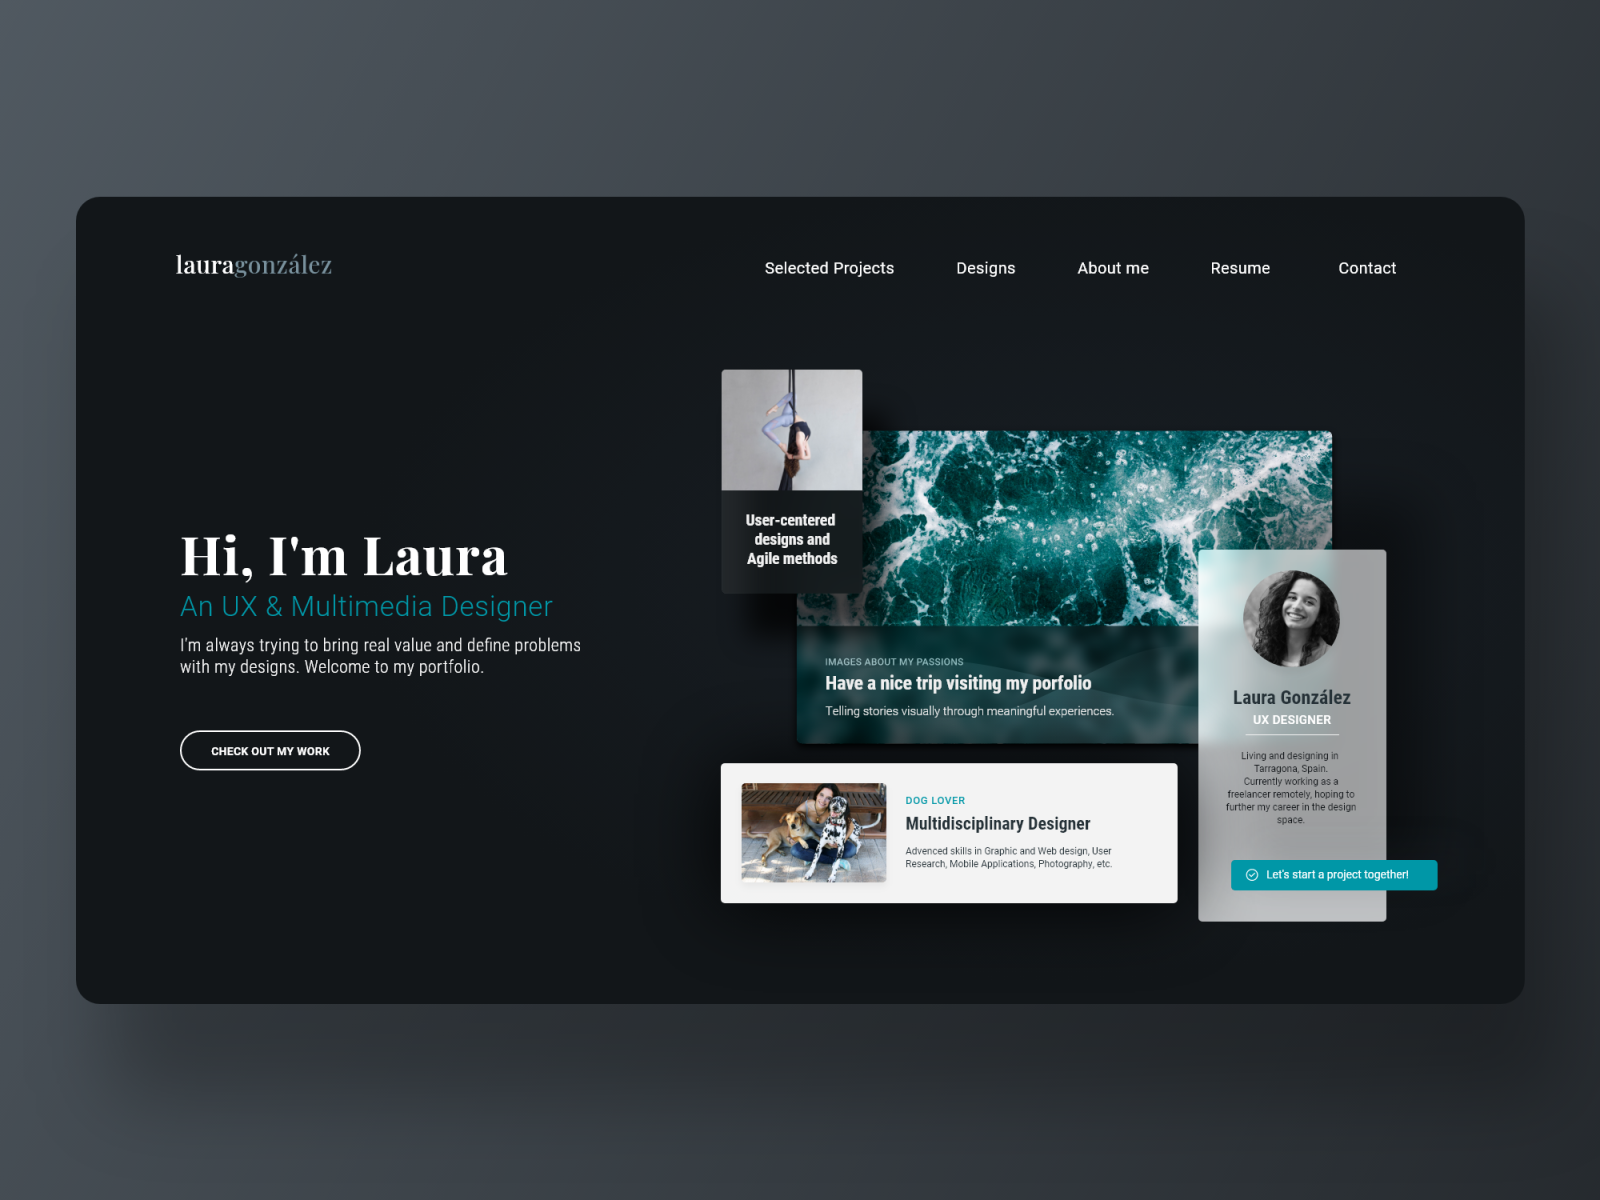 lauragonzález
Selected Projects Designs About me Resume Contact
Hi, I'm Laura
An UX & Multimedia Designer
I'm always trying to bring real value and define problems
with my designs. Welcome to my portfolio.
CHECK OUT MY WORK
User-centered
designs and
Agile methods
IMAGES ABOUT MY PASSIONS
Have a nice trip visiting my porfolio
Telling stories visually through meaningful experiences.
DOG LOVER
Multidisciplinary Designer
Advenced skills in Graphic and Web design, User
Research, Mobile Applications, Photography, etc.
Laura González
UX DESIGNER
Living and designing in
Tarragona, Spain.
Currently working as a
freelancer remotely, hoping to
further my career in the design
space.
Let's start a project together!